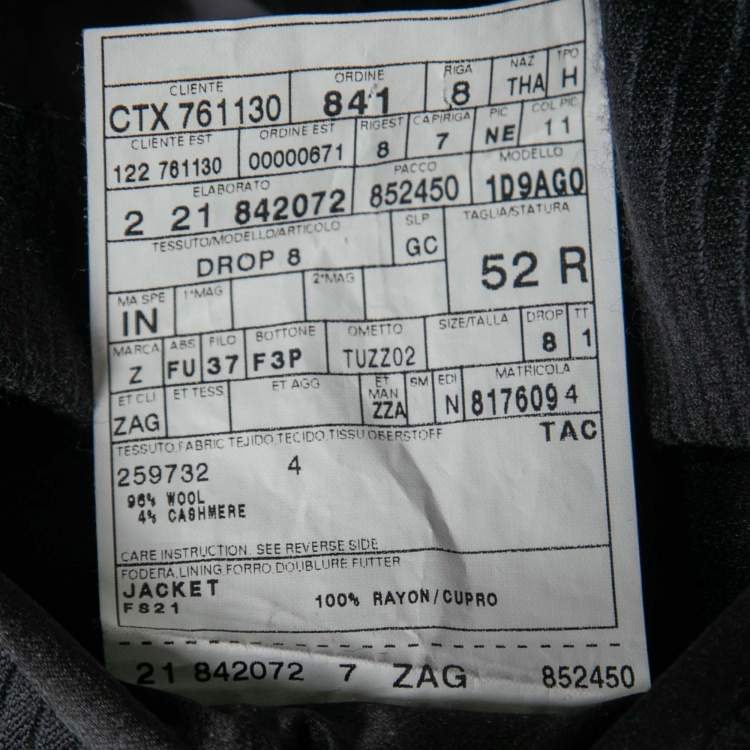 CLIENTE ORDINE RIGA NAZ TPO
CTX 761130 841 8 THA H
CLIENTE EST ORDINE EST RIGEST CAPIRIGA PIC COL PIC
122 761130 00000671 8 7 NE 11
ELABORATO PACCO MODELLO
2 21 842072 852450 1D9AG0
TESSUTO/MODELLO/ARTICOLO SLP TAGLIA/STATURA
DROP 8 GC 52 R
MA SPE 1°MAG 2°MAG
IN
MARCA ABS FILO BOTTONE OMETTO SIZE/TALLA DROP TT
Z FU 37 F3P TUZZ02 8 1
ET CLI ET TESS ET AGG ET MAN SM EDI MATRICOLA
ZAG ZZA N 8176094
TESSUTO,FABRIC TEJIDO,TECIDO,TISSU,OBERSTOFF TAC
259732 4
96% WOOL
4% CASHMERE
CARE INSTRUCTION. SEE REVERSE SIDE
FODERA,LINING,FORRO,DOUBLURE FUTTER
JACKET
FS21 100% RAYON/CUPRO
21 842072 7 ZAG 852450